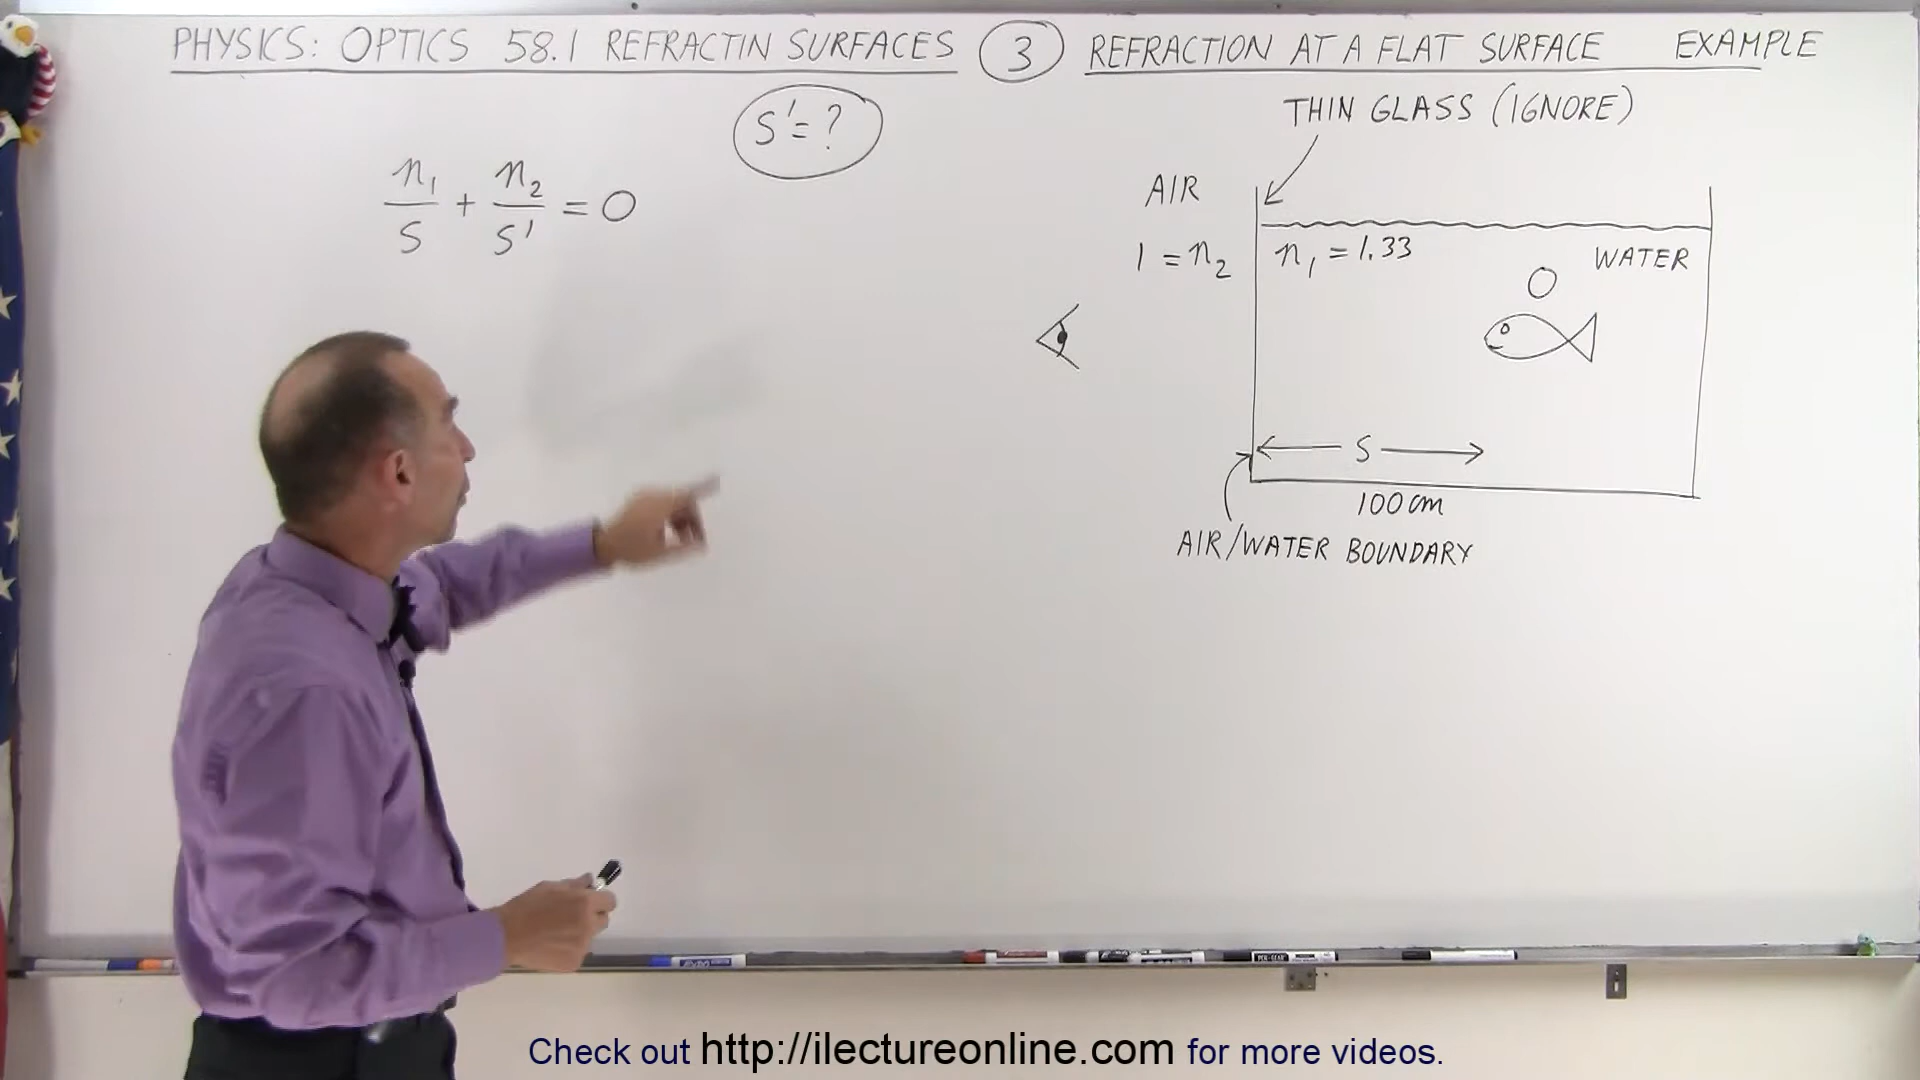 PHYSICS: OPTICS 58.1 REFRACTIN SURFACES 3 REFRACTION AT A FLAT SURFACE EXAMPLE
S' = ?
n₁/S + n₂/S' = 0
THIN GLASS (IGNORE)
AIR
1 = n₂
n₁ = 1.33
WATER
O
S
100 cm
AIR/WATER BOUNDARY
Check out http://ilectureonline.com for more videos.